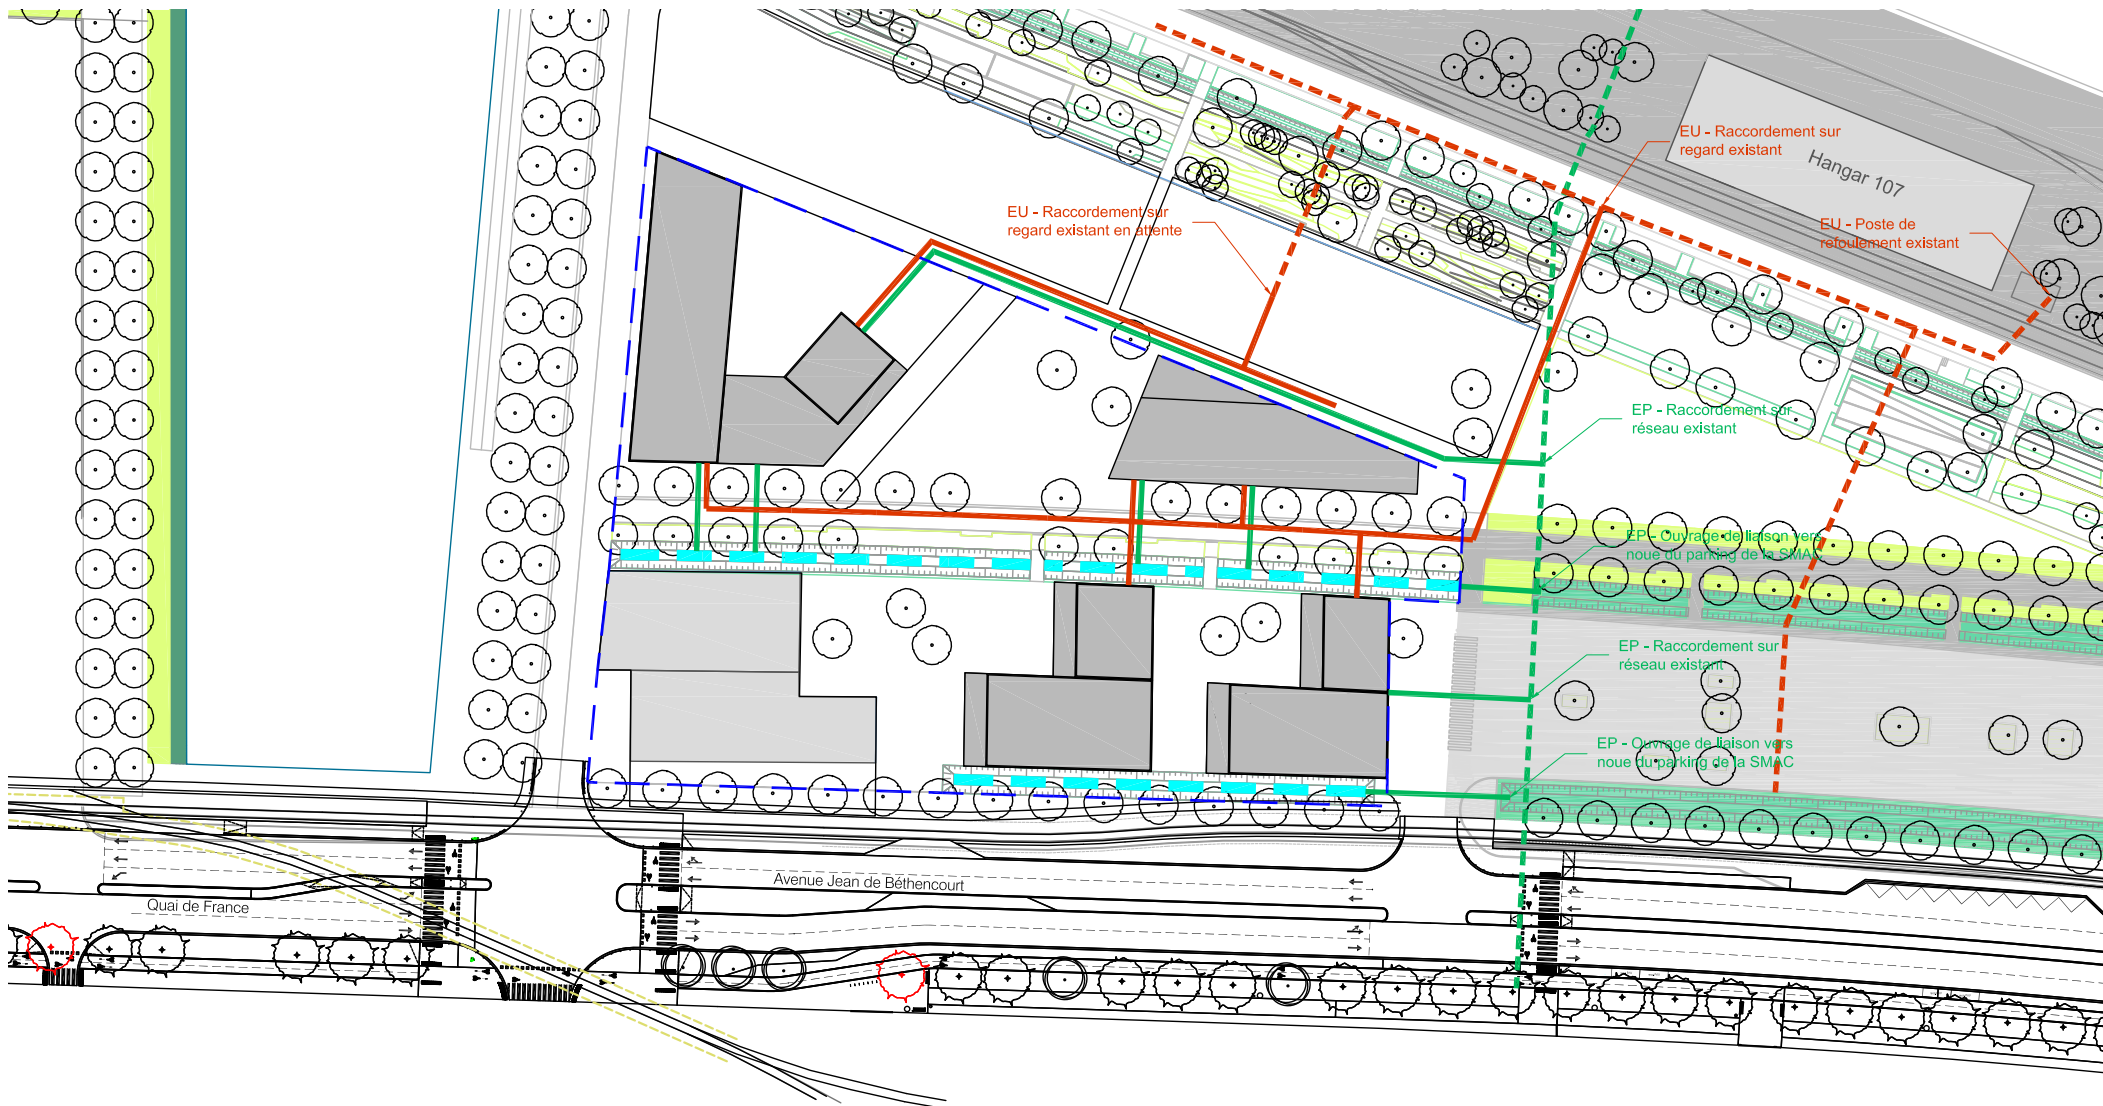 EU - Raccordement sur
regard existant
Hangar 107
EU - Raccordement sur
regard existant en attente
EU - Poste de
refoulement existant
EP - Raccordement sur
réseau existant
EP - Ouvrage de liaison vers
noue du parking de la SMAC
EP - Raccordement sur
réseau existant
EP - Ouvrage de liaison vers
noue du parking de la SMAC
Avenue Jean de Béthencourt
Quai de France